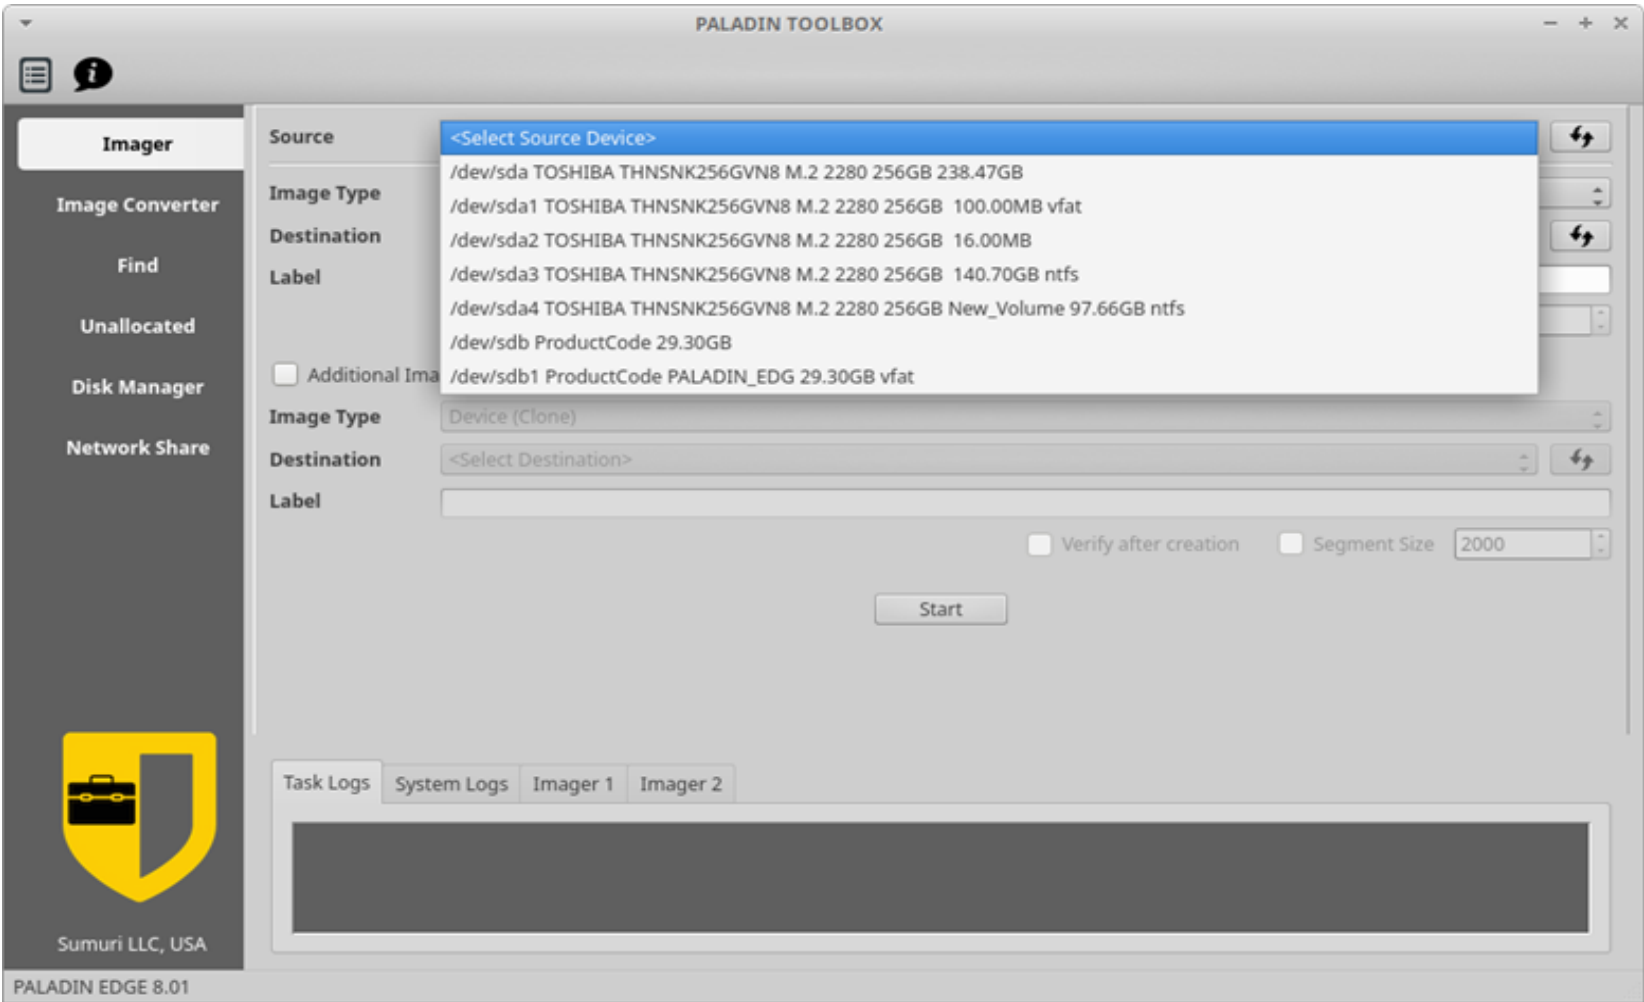 PALADIN TOOLBOX
Imager
Image Converter
Find
Unallocated
Disk Manager
Network Share
Source
<Select Source Device>
/dev/sda TOSHIBA THNSNK256GVN8 M.2 2280 256GB 238.47GB
/dev/sda1 TOSHIBA THNSNK256GVN8 M.2 2280 256GB  100.00MB vfat
/dev/sda2 TOSHIBA THNSNK256GVN8 M.2 2280 256GB  16.00MB
/dev/sda3 TOSHIBA THNSNK256GVN8 M.2 2280 256GB  140.70GB ntfs
/dev/sda4 TOSHIBA THNSNK256GVN8 M.2 2280 256GB New_Volume 97.66GB ntfs
/dev/sdb ProductCode 29.30GB
/dev/sdb1 ProductCode PALADIN_EDG 29.30GB vfat
Image Type
Destination
Label
Additional Ima
Image Type Device (Clone)
Destination <Select Destination>
Label
Verify after creation Segment Size 2000
Start
Task Logs System Logs Imager 1 Imager 2
Sumuri LLC, USA
PALADIN EDGE 8.01